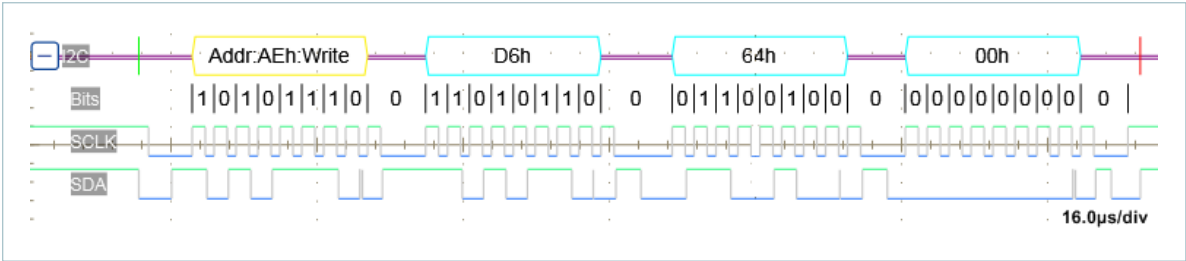 I2C Addr:AEh:Write D6h 64h 00h
Bits 1 0 1 0 1 1 1 0 0 1 1 0 1 0 1 1 0 0 0 1 1 0 0 1 0 0 0 0 0 0 0 0 0 0 0 0
SCLK
SDA
16.0µs/div